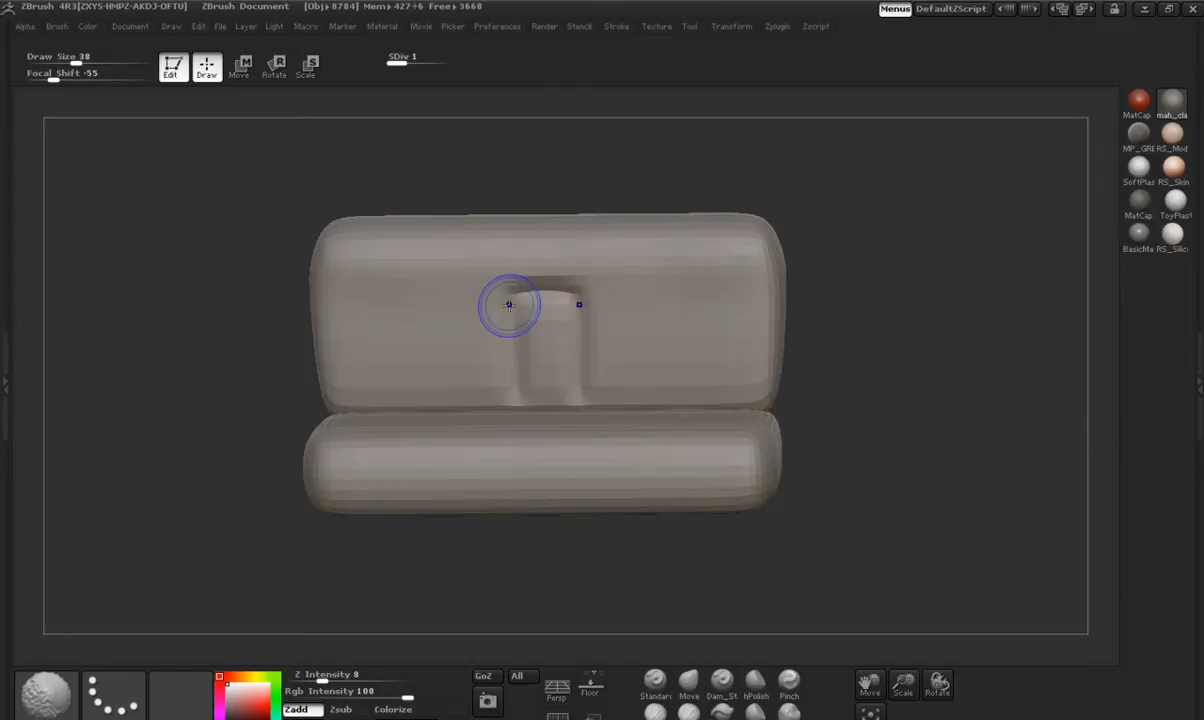 ZBrush 4R3[ZXYS-HMPZ-AKDJ-OFTU] ZBrush Document [Obj▸8784] Mem▸427+6 Free▸3668 Menus DefaultZScript
Alpha Brush Color Document Draw Edit File Layer Light Macro Marker Material Movie Picker Preferences Render Stencil Stroke Texture Tool Transform Zplugin Zscript
Draw Size 38
Focal Shift -55
Edit Draw Move Rotate Scale
SDiv 1
MatCap mah_cla
MP_GRE RS_Mod
SoftPlas RS_Skin
MatCap ToyPlast
BasicMa RS_Silic
Z Intensity 8
Rgb Intensity 100
Zadd Zsub Colorize
GoZ All
Persp Floor
Standar Move Dam_St hPolish Pinch
Move Scale Rotate